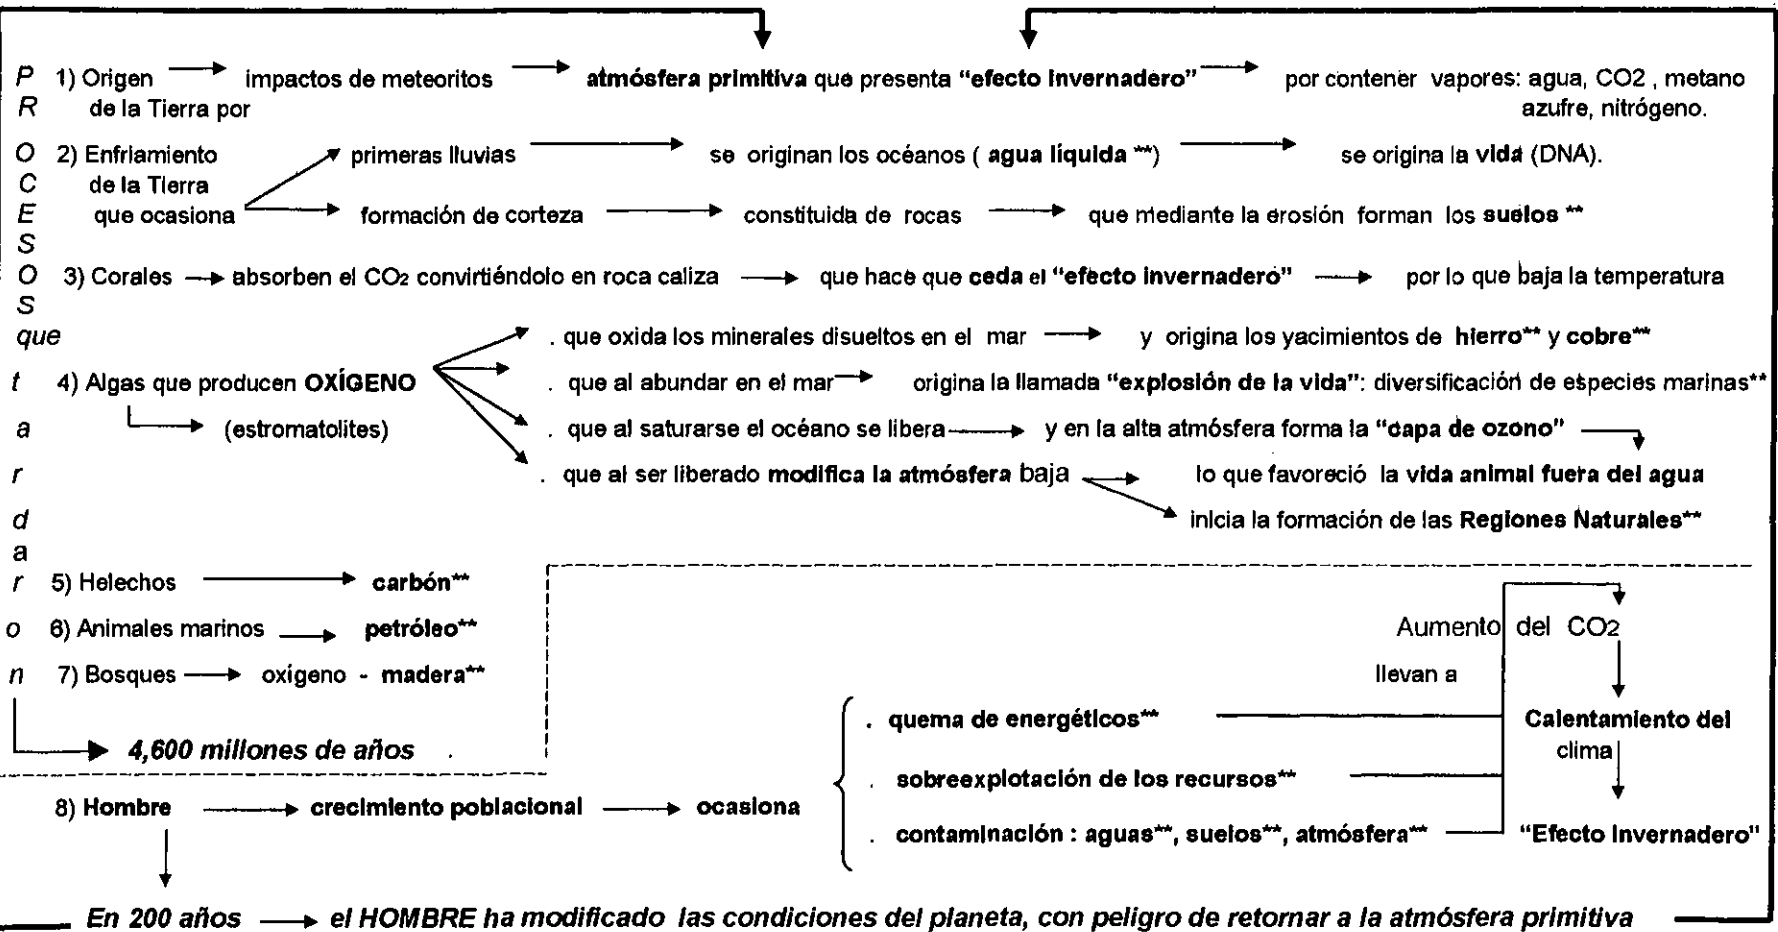 PROCESOS que tardaron
1) Origen de la Tierra por → impactos de meteoritos → atmósfera primitiva que presenta “efecto invernadero” → por contener vapores: agua, CO2 , metano
azufre, nitrógeno.
2) Enfriamiento de la Tierra que ocasiona → primeras lluvias → se originan los océanos ( agua líquida **) → se origina la vida (DNA).
→ formación de corteza → constituida de rocas → que mediante la erosión forman los suelos **
3) Corales → absorben el CO2 convirtiéndolo en roca caliza → que hace que ceda el “efecto invernadero” → por lo que baja la temperatura
4) Algas que producen OXÍGENO
→ (estromatolites)
. que oxida los minerales disueltos en el mar → y origina los yacimientos de hierro** y cobre**
. que al abundar en el mar → origina la llamada “explosión de la vida”: diversificación de especies marinas**
. que al saturarse el océano se libera → y en la alta atmósfera forma la “capa de ozono”
. que al ser liberado modifica la atmósfera baja → lo que favoreció la vida animal fuera del agua
→ inicia la formación de las Regiones Naturales**
5) Helechos → carbón**
6) Animales marinos → petróleo**
7) Bosques → oxígeno - madera**
→ 4,600 millones de años
8) Hombre → crecimiento poblacional → ocasiona
. quema de energéticos**
. sobreexplotación de los recursos**
. contaminación : aguas**, suelos**, atmósfera**
llevan a
Aumento del CO2
Calentamiento del
clima
“Efecto Invernadero”
En 200 años → el HOMBRE ha modificado las condiciones del planeta, con peligro de retornar a la atmósfera primitiva